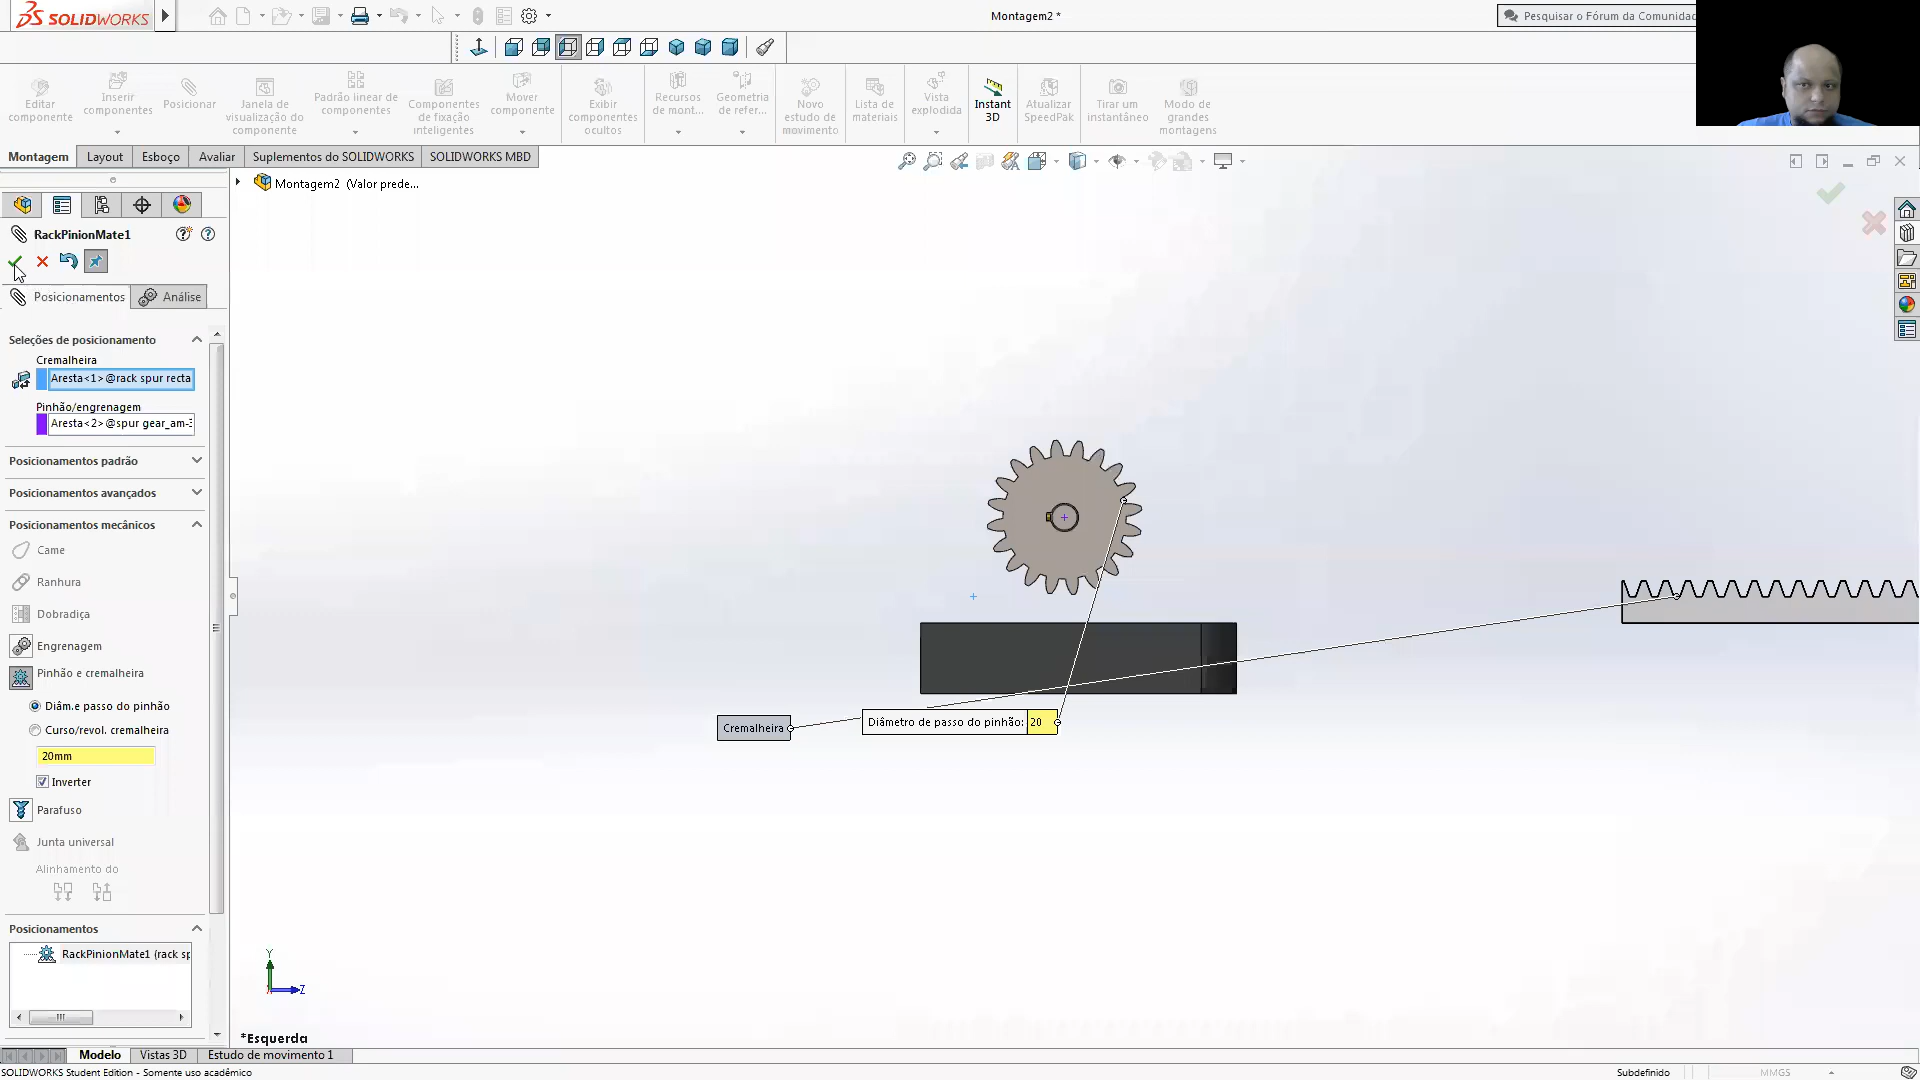 SOLIDWORKS
Montagem2 *
Pesquisar o Fórum da Comunidac
Editar componente
Inserir componentes
Posicionar
Janela de visualização do componente
Padrão linear de componentes
Componentes de fixação inteligentes
Mover componente
Exibir componentes ocultos
Recursos de mont...
Geometria de refer...
Novo estudo de movimento
Lista de materiais
Vista explodida
Instant 3D
Atualizar SpeedPak
Tirar um instantâneo
Modo de grandes montagens
Montagem
Layout
Esboço
Avaliar
Suplementos do SOLIDWORKS
SOLIDWORKS MBD
Montagem2 (Valor prede...
RackPinionMate1
Posicionamentos
Análise
Seleções de posicionamento
Cremalheira
Aresta<1>@rack spur recta
Pinhão/engrenagem
Aresta<2>@spur gear_am-3
Posicionamentos padrão
Posicionamentos avançados
Posicionamentos mecânicos
Came
Ranhura
Dobradiça
Engrenagem
Pinhão e cremalheira
Diâm.e passo do pinhão
Curso/revol. cremalheira
20mm
Inverter
Parafuso
Junta universal
Alinhamento do
Posicionamentos
RackPinionMate1 (rack sp
Cremalheira
Diâmetro de passo do pinhão: 20
Y
Z
*Esquerda
Modelo
Vistas 3D
Estudo de movimento 1
SOLIDWORKS Student Edition - Somente uso acadêmico
Subdefinido
MMGS